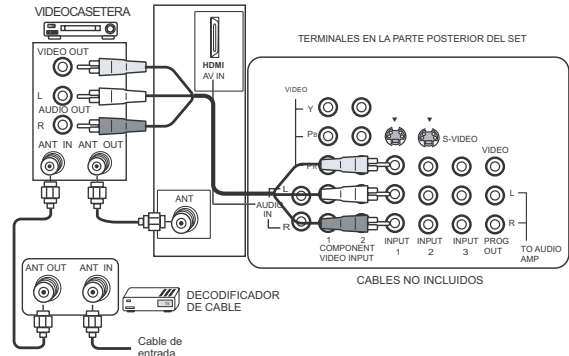 VIDEOCASETERA
VIDEO OUT
L
AUDIO OUT
R
ANT IN
ANT OUT
HDMI
AV IN
ANT
TERMINALES EN LA PARTE POSTERIOR DEL SET
VIDEO
Y
PB
PR
S-VIDEO
VIDEO
L
AUDIO
IN
R
L
R
1
2
COMPONENT
VIDEO INPUT
INPUT
1
INPUT
2
INPUT
3
PROG
OUT
TO AUDIO
AMP
CABLES NO INCLUIDOS
ANT OUT
ANT IN
DECODIFICADOR
DE CABLE
Cable de
entrada